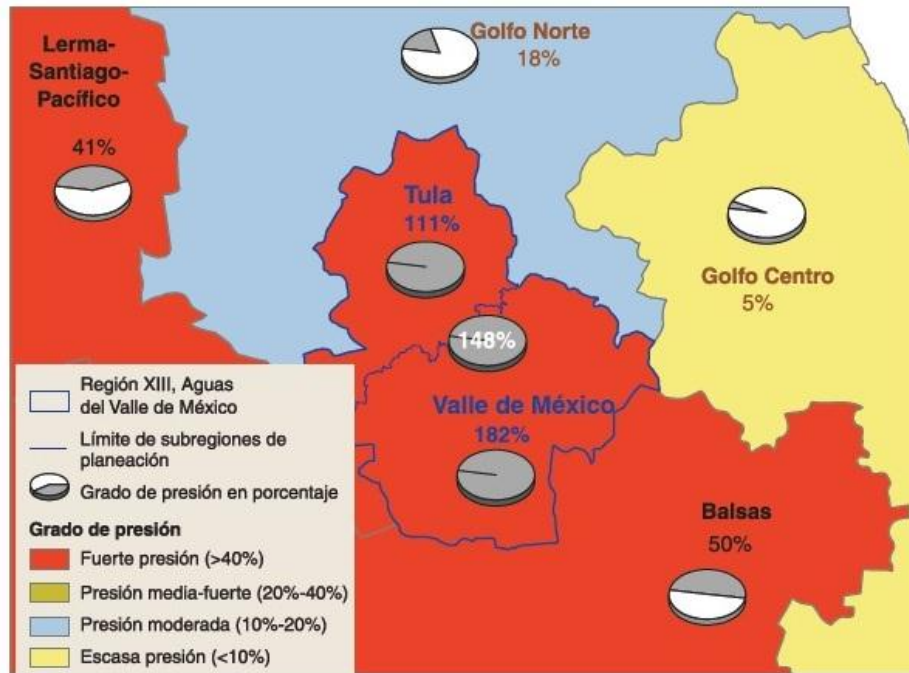 Lerma-
Santiago-
Pacífico
41%
Golfo Norte
18%
Tula
111%
Golfo Centro
5%
148%
Valle de México
182%
Balsas
50%
Región XIII, Aguas
del Valle de México
Límite de subregiones de
planeación
Grado de presión en porcentaje
Grado de presión
Fuerte presión (>40%)
Presión media-fuerte (20%-40%)
Presión moderada (10%-20%)
Escasa presión (<10%)